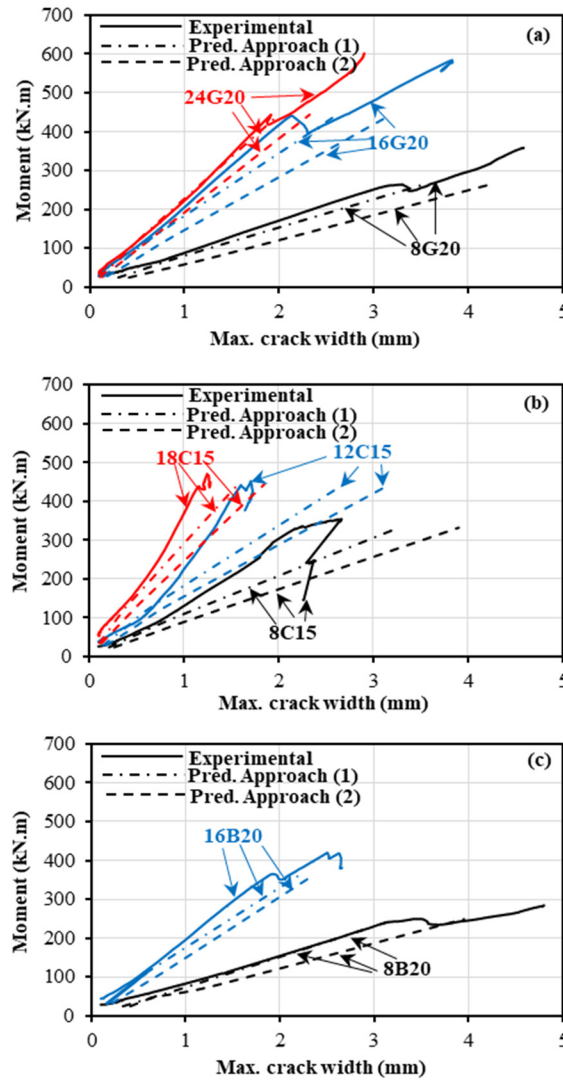 700
600
500
400
300
200
100
0
Moment (kN.m)
Experimental
Pred. Approach (1)
Pred. Approach (2)
(a)
24G20
16G20
8G20
0 1 2 3 4 5
Max. crack width (mm)
700
600
500
400
300
200
100
0
Moment (kN.m)
Experimental
Pred. Approach (1)
Pred. Approach (2)
(b)
18C15
12C15
8C15
0 1 2 3 4 5
Max. crack width (mm)
700
600
500
400
300
200
100
0
Moment (kN.m)
Experimental
Pred. Approach (1)
Pred. Approach (2)
(c)
16B20
8B20
0 1 2 3 4 5
Max. crack width (mm)